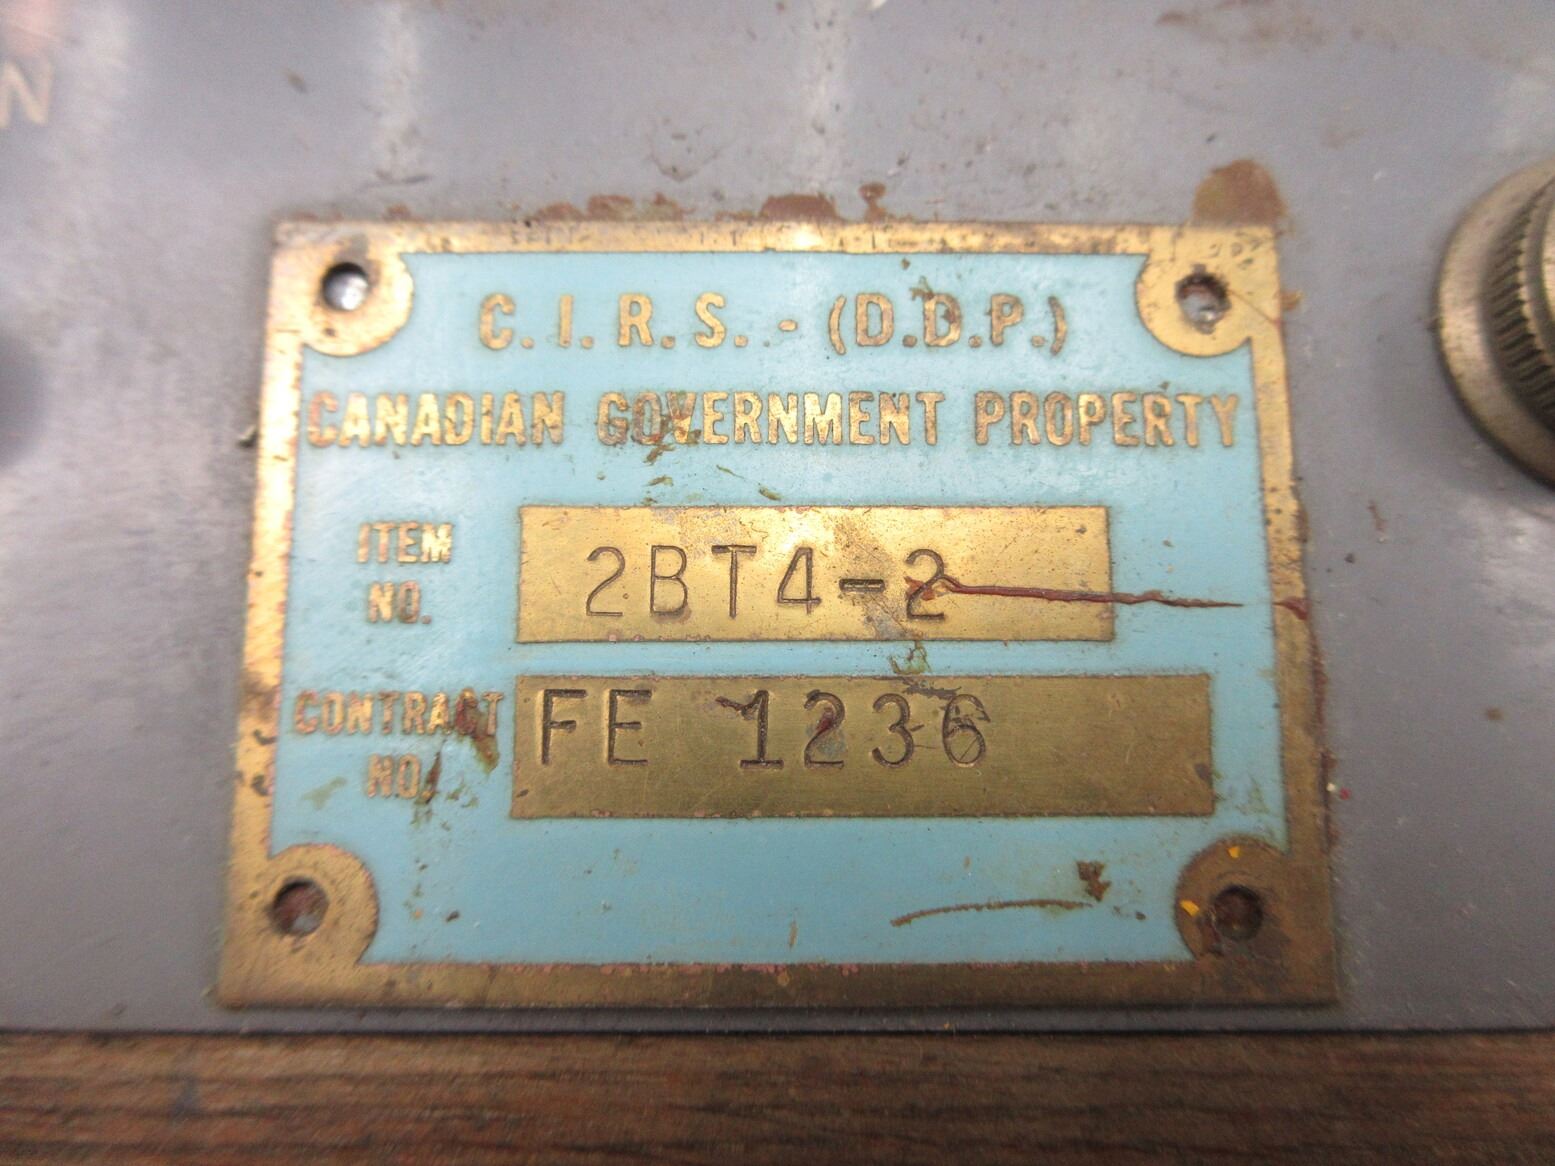 N
C.I.R.S. - (D.D.P.)
CANADIAN GOVERNMENT PROPERTY
ITEM NO. 2BT4-2
CONTRACT NO. FE 1236